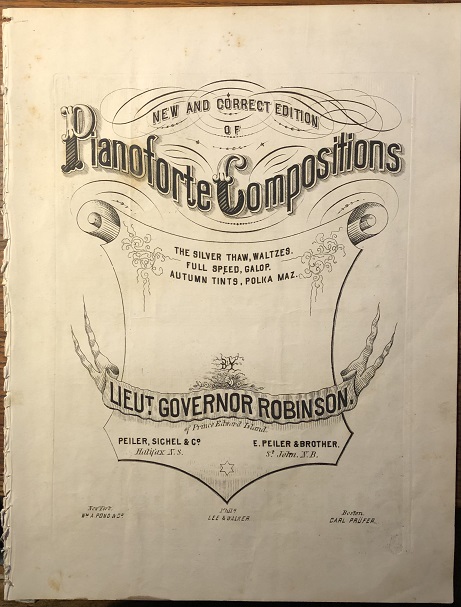 NEW AND CORRECT EDITION
OF
Pianoforte Compositions
THE SILVER THAW, WALTZES.
FULL SPEED, GALOP.
AUTUMN TINTS, POLKA MAZ.
BY
LIEUT. GOVERNOR ROBINSON.
of Prince Edward Island.
PEILER, SICHEL & Co
Halifax N.S.
E. PEILER & BROTHER.
St John. N.B.
New York
Wm A POND & Co
Phila
LEE & WALKER
Boston
CARL PRÜFER.